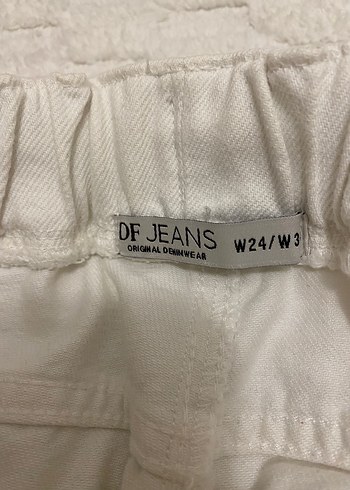 DF JEANS
ORIGINAL DENIMWEAR
W24/W3